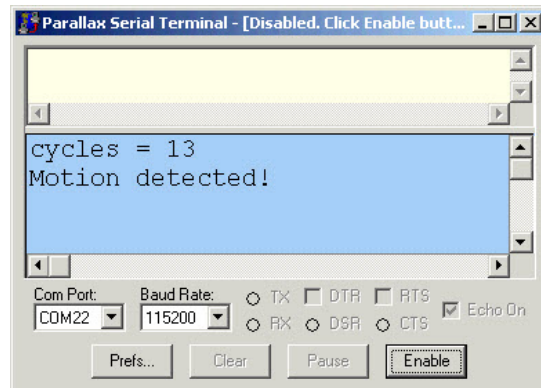 Parallax Serial Terminal - [Disabled. Click Enable butt...
cycles = 13
Motion detected!
Com Port:
Baud Rate:
TX
DTR
RTS
Echo On
COM22
115200
RX
DSR
CTS
Prefs...
Clear
Pause
Enable